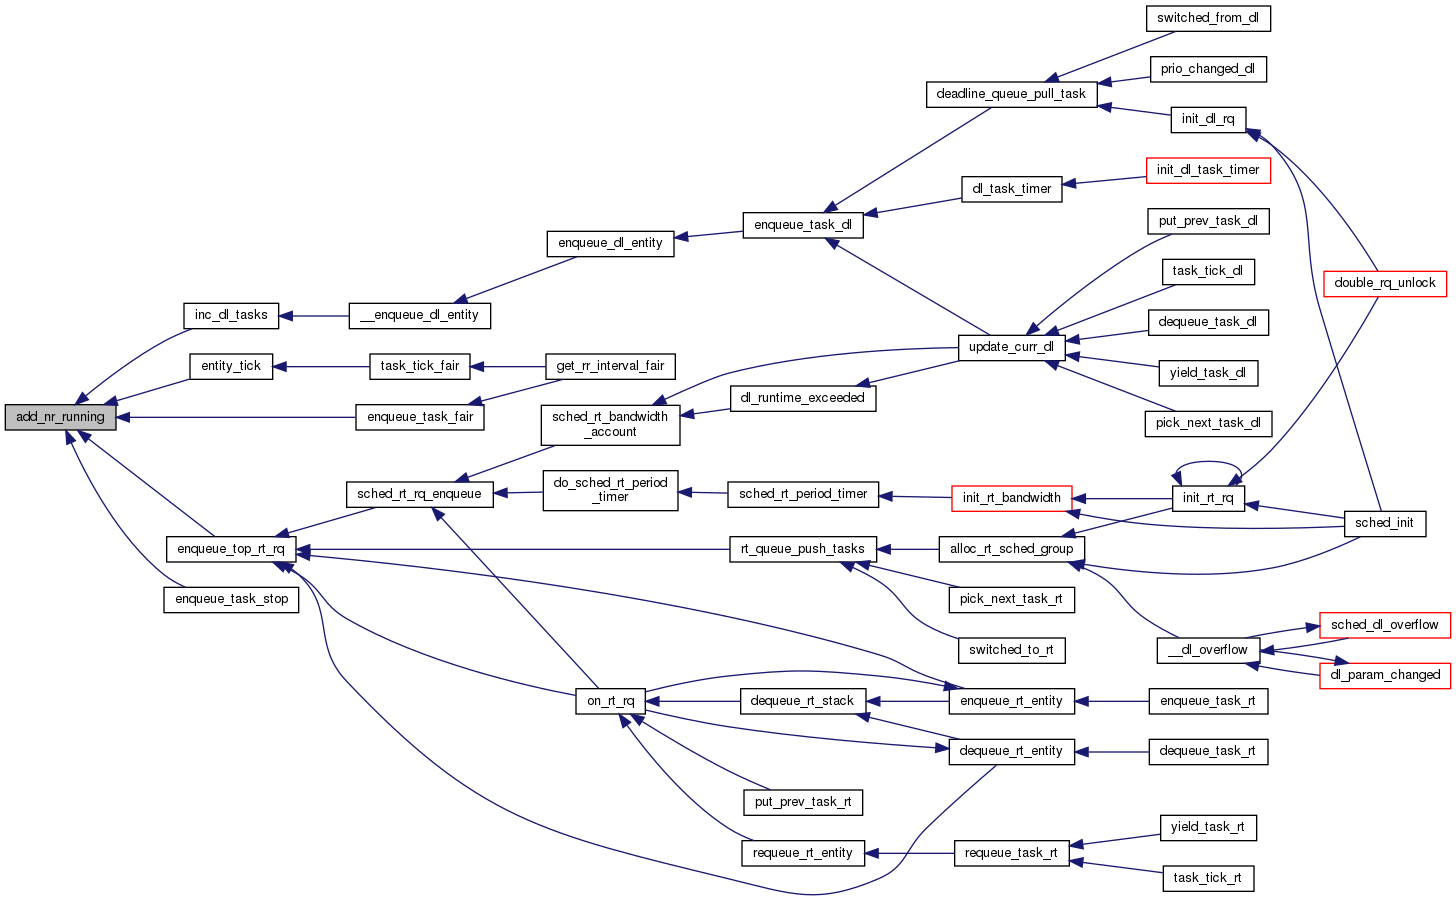 switched_from_dl
prio_changed_dl
deadline_queue_pull_task
init_dl_rq
init_dl_task_timer
dl_task_timer
put_prev_task_dl
enqueue_task_dl
enqueue_dl_entity
task_tick_dl
double_rq_unlock
inc_dl_tasks
__enqueue_dl_entity
dequeue_task_dl
update_curr_dl
entity_tick
task_tick_fair
get_rr_interval_fair
yield_task_dl
dl_runtime_exceeded
add_nr_running
enqueue_task_fair
sched_rt_bandwidth
_account
pick_next_task_dl
sched_rt_rq_enqueue
do_sched_rt_period
_timer
sched_rt_period_timer
init_rt_bandwidth
init_rt_rq
sched_init
enqueue_top_rt_rq
rt_queue_push_tasks
alloc_rt_sched_group
enqueue_task_stop
pick_next_task_rt
sched_dl_overflow
switched_to_rt
__dl_overflow
dl_param_changed
on_rt_rq
dequeue_rt_stack
enqueue_rt_entity
enqueue_task_rt
dequeue_rt_entity
dequeue_task_rt
put_prev_task_rt
yield_task_rt
requeue_rt_entity
requeue_task_rt
task_tick_rt